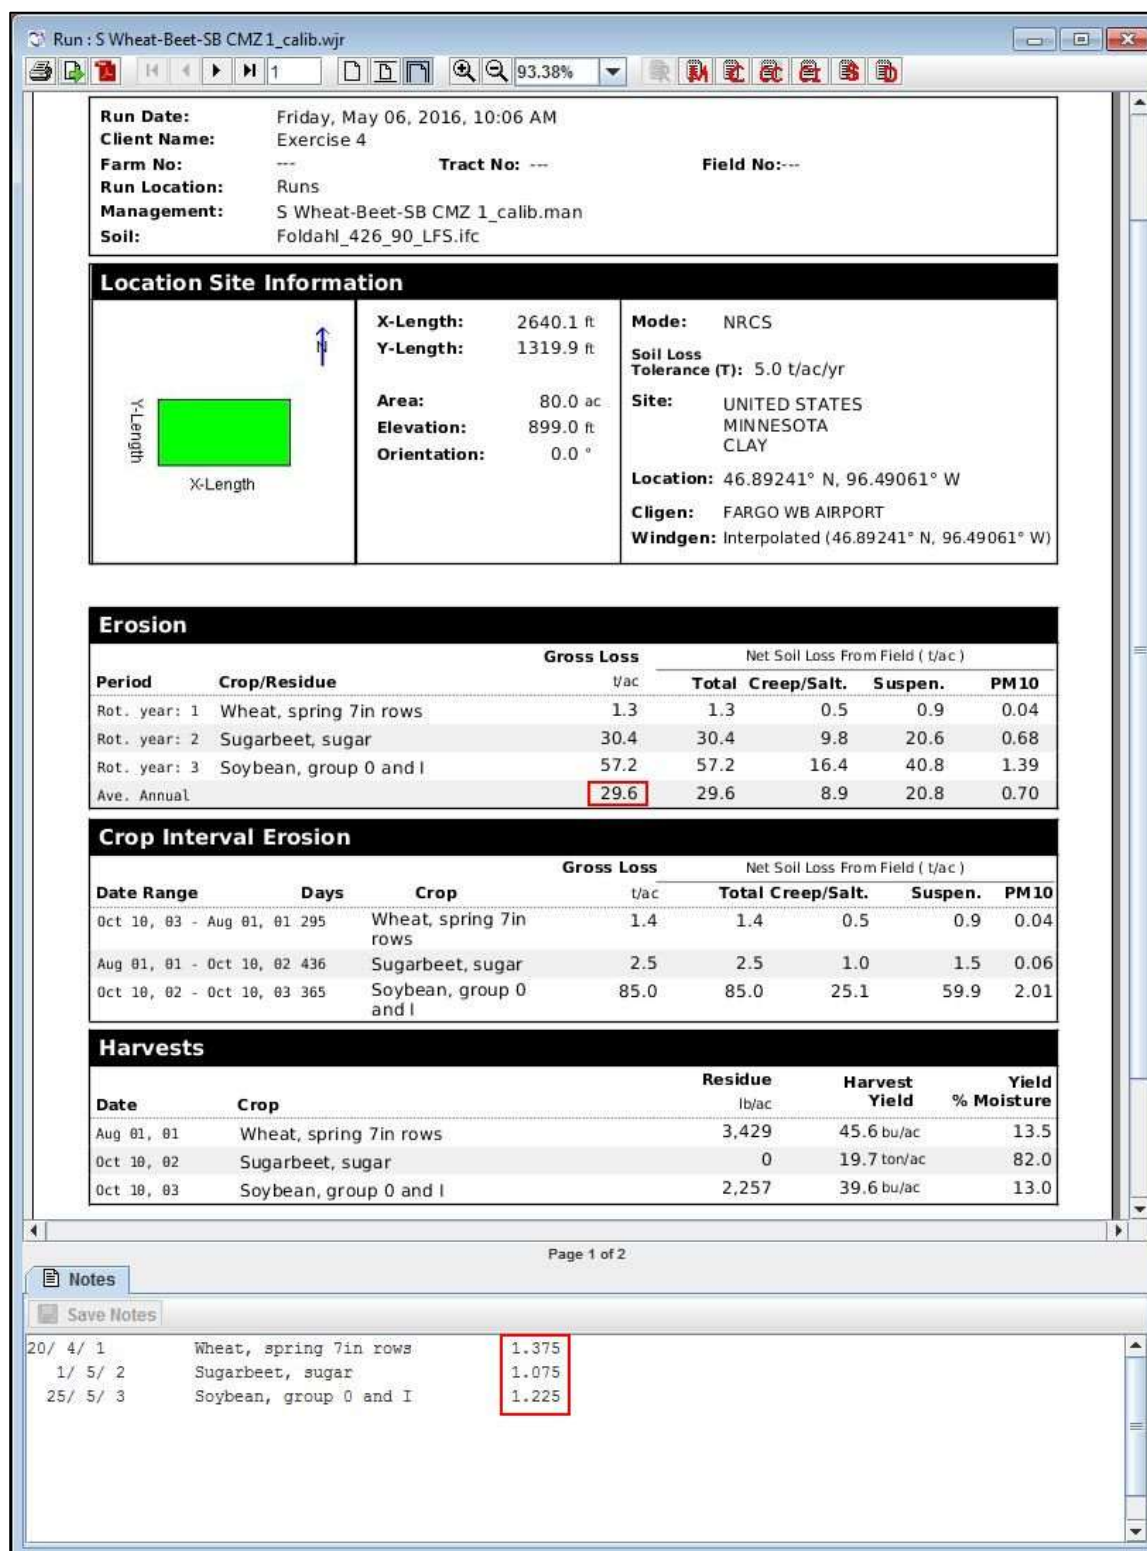 Run : S Wheat-Beet-SB CMZ 1_calib.wjr
1 93.38%
Run Date: Friday, May 06, 2016, 10:06 AM
Client Name: Exercise 4
Farm No: --- Tract No: --- Field No:---
Run Location: Runs
Management: S Wheat-Beet-SB CMZ 1_calib.man
Soil: Foldahl_426_90_LFS.ifc
Location Site Information
N
Y-Length
X-Length
X-Length: 2640.1 ft
Y-Length: 1319.9 ft
Area: 80.0 ac
Elevation: 899.0 ft
Orientation: 0.0 °
Mode: NRCS
Soil Loss
Tolerance (T): 5.0 t/ac/yr
Site: UNITED STATES
MINNESOTA
CLAY
Location: 46.89241° N, 96.49061° W
Cligen: FARGO WB AIRPORT
Windgen: Interpolated (46.89241° N, 96.49061° W)
Erosion
Gross Loss Net Soil Loss From Field ( t/ac )
Period Crop/Residue t/ac Total Creep/Salt. Suspen. PM10
Rot. year: 1 Wheat, spring 7in rows 1.3 1.3 0.5 0.9 0.04
Rot. year: 2 Sugarbeet, sugar 30.4 30.4 9.8 20.6 0.68
Rot. year: 3 Soybean, group 0 and I 57.2 57.2 16.4 40.8 1.39
Ave. Annual 29.6 29.6 8.9 20.8 0.70
Crop Interval Erosion
Gross Loss Net Soil Loss From Field ( t/ac )
Date Range Days Crop t/ac Total Creep/Salt. Suspen. PM10
Oct 10, 03 - Aug 01, 01 295 Wheat, spring 7in 1.4 1.4 0.5 0.9 0.04
rows
Aug 01, 01 - Oct 10, 02 436 Sugarbeet, sugar 2.5 2.5 1.0 1.5 0.06
Oct 10, 02 - Oct 10, 03 365 Soybean, group 0 85.0 85.0 25.1 59.9 2.01
and I
Harvests
Residue Harvest Yield
Date Crop lb/ac Yield % Moisture
Aug 01, 01 Wheat, spring 7in rows 3,429 45.6 bu/ac 13.5
Oct 10, 02 Sugarbeet, sugar 0 19.7 ton/ac 82.0
Oct 10, 03 Soybean, group 0 and I 2,257 39.6 bu/ac 13.0
Page 1 of 2
Notes
Save Notes
20/ 4/ 1 Wheat, spring 7in rows 1.375
1/ 5/ 2 Sugarbeet, sugar 1.075
25/ 5/ 3 Soybean, group 0 and I 1.225